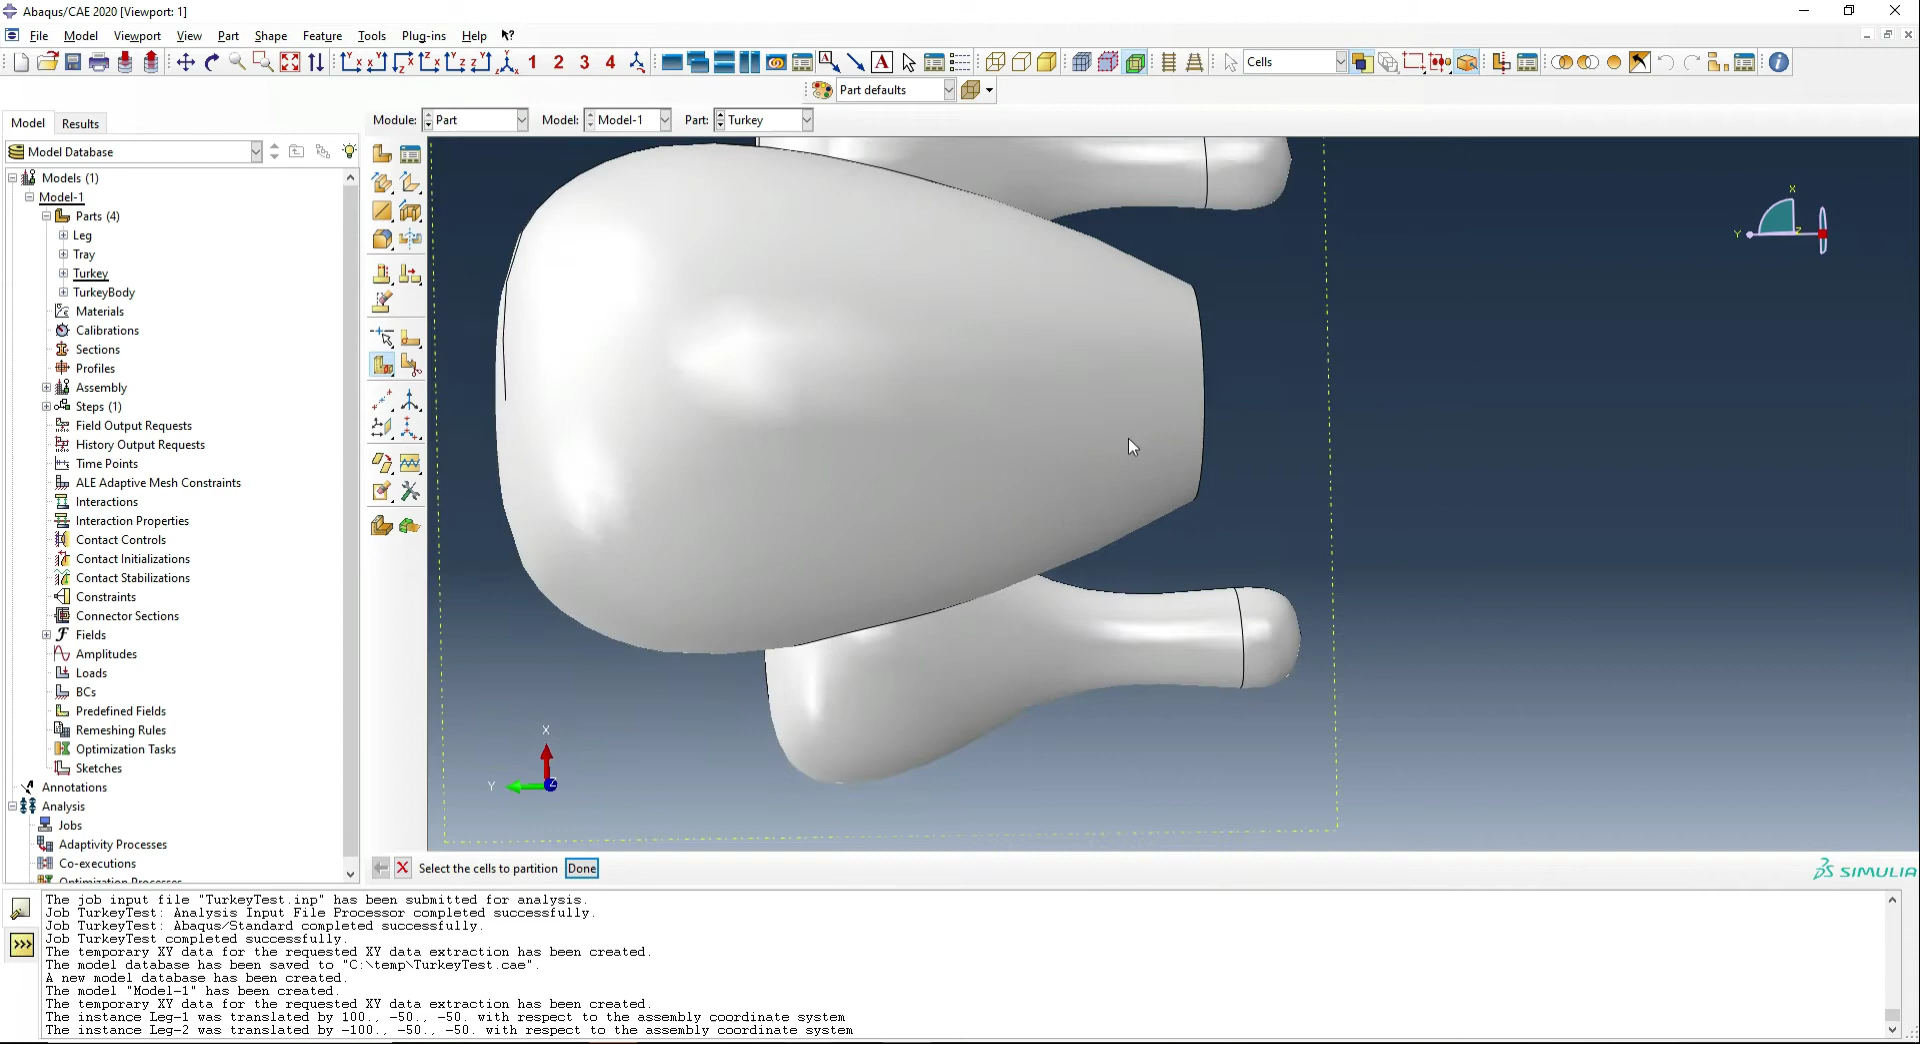 Abaqus/CAE 2020 [Viewport: 1]
File Model Viewport View Part Shape Feature Tools Plug-ins Help
1 2 3 4 A Cells
Part defaults
Model Results
Module: Part Model: Model-1 Part: Turkey
Model Database
Models (1)
Model-1
Parts (4)
Leg
Tray
Turkey
TurkeyBody
Materials
Calibrations
Sections
Profiles
Assembly
Steps (1)
Field Output Requests
History Output Requests
Time Points
ALE Adaptive Mesh Constraints
Interactions
Interaction Properties
Contact Controls
Contact Initializations
Contact Stabilizations
Constraints
Connector Sections
Fields
Amplitudes
Loads
BCs
Predefined Fields
Remeshing Rules
Optimization Tasks
Sketches
Annotations
Analysis
Jobs
Adaptivity Processes
Co-executions
Optimization Processes
X
Y Z
X
Y Z
Select the cells to partition Done
SIMULIA
The job input file "TurkeyTest.inp" has been submitted for analysis.
Job TurkeyTest: Analysis Input File Processor completed successfully.
Job TurkeyTest: Abaqus/Standard completed successfully.
Job TurkeyTest completed successfully.
The temporary XY data for the requested XY data extraction has been created.
The model database has been saved to "C:\temp\TurkeyTest.cae".
A new model database has been created.
The model "Model-1" has been created.
The temporary XY data for the requested XY data extraction has been created.
The instance Leg-1 was translated by 100., -50., -50. with respect to the assembly coordinate system
The instance Leg-2 was translated by -100., -50., -50. with respect to the assembly coordinate system